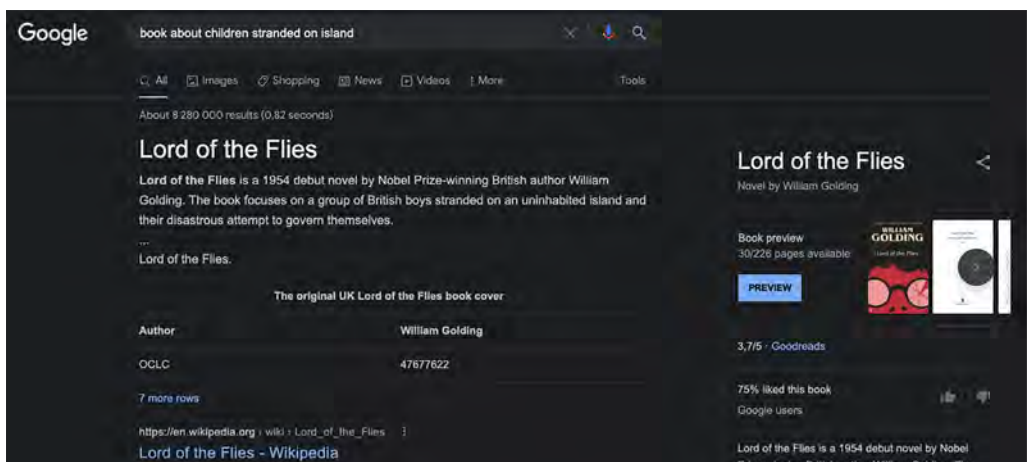 Google
book about children stranded on island
All Images Shopping News Videos More Tools
About 8 280 000 results (0,82 seconds)
Lord of the Flies
Lord of the Flies is a 1954 debut novel by Nobel Prize-winning British author William
Golding. The book focuses on a group of British boys stranded on an uninhabited island and
their disastrous attempt to govern themselves.
...
Lord of the Flies.
The original UK Lord of the Flies book cover
Author William Golding
OCLC 47677622
7 more rows
https://en.wikipedia.org › wiki › Lord_of_the_Flies
Lord of the Flies - Wikipedia
Lord of the Flies
Novel by William Golding
Book preview
30/226 pages available
PREVIEW
WILLIAM
GOLDING
Lord of the Flies
3,7/5 · Goodreads
75% liked this book
Google users
Lord of the Flies is a 1954 debut novel by Nobel